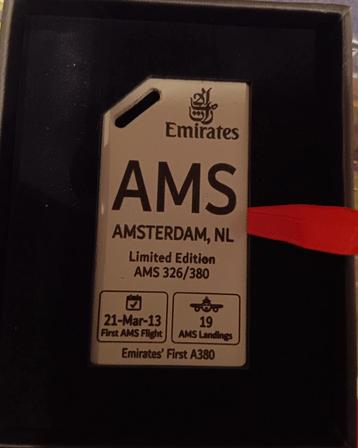 Emirates
AMS
AMSTERDAM, NL
Limited Edition
AMS 326/380
21-Mar-13
First AMS Flight
19
AMS Landings
Emirates' First A380